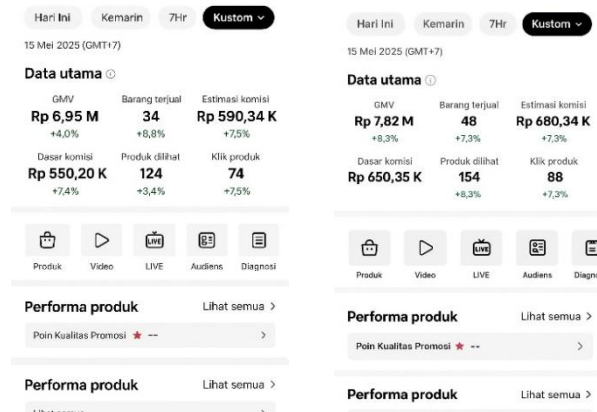 Hari Ini Kemarin 7Hr Kustom
15 Mei 2025 (GMT+7)
Data utama
GMV Barang terjual Estimasi komisi
Rp 6,95 M 34 Rp 590,34 K
+4,0% +8,8% +7,5%
Dasar komisi Produk dilihat Klik produk
Rp 550,20 K 124 74
+7,4% +3,4% +7,5%
LIVE
Produk Video LIVE Audiens Diagnosi
Performa produk Lihat semua >
Poin Kualitas Promosi ★ -- >
Performa produk Lihat semua >
Hari Ini Kemarin 7Hr Kustom
15 Mei 2025 (GMT+7)
Data utama
GMV Barang terjual Estimasi komisi
Rp 7,82 M 48 Rp 680,34 K
+8,3% +7,3% +7,3%
Dasar komisi Produk dilihat Klik produk
Rp 650,35 K 154 88
+8,3% +7,3%
LIVE
Produk Video LIVE Audiens Diagn
Performa produk Lihat semua >
Poin Kualitas Promosi ★ -- >
Performa produk Lihat semua >